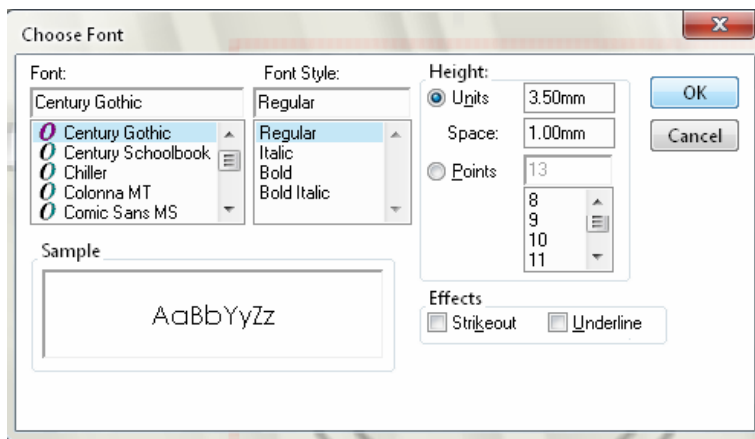 Choose Font
Font:
Century Gothic
Century Gothic
Century Schoolbook
Chiller
Colonna MT
Comic Sans MS
Font Style:
Regular
Regular
Italic
Bold
Bold Italic
Height:
Units 3.50mm
Space: 1.00mm
Points 13
8
9
10
11
OK
Cancel
Sample
AaBbYyZz
Effects
Strikeout Underline